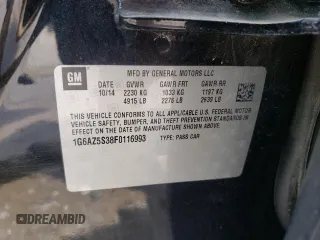 GM
MFD BY GENERAL MOTORS LLC
DATE GVWR GAWR FRT GAWR RR
10/14 2230 KG 1033 KG 1197 KG
4915 LB 2278 LB 2639 LB
THIS VEHICLE CONFORMS TO ALL APPLICABLE U.S. FEDERAL MOTOR
VEHICLE SAFETY, BUMPER, AND THEFT PREVENTION STANDARDS IN
EFFECT ON THE DATE OF MANUFACTURE SHOWN ABOVE.
1G6AZ5S38F0116993 TYPE: PASS CAR
DREAMBID